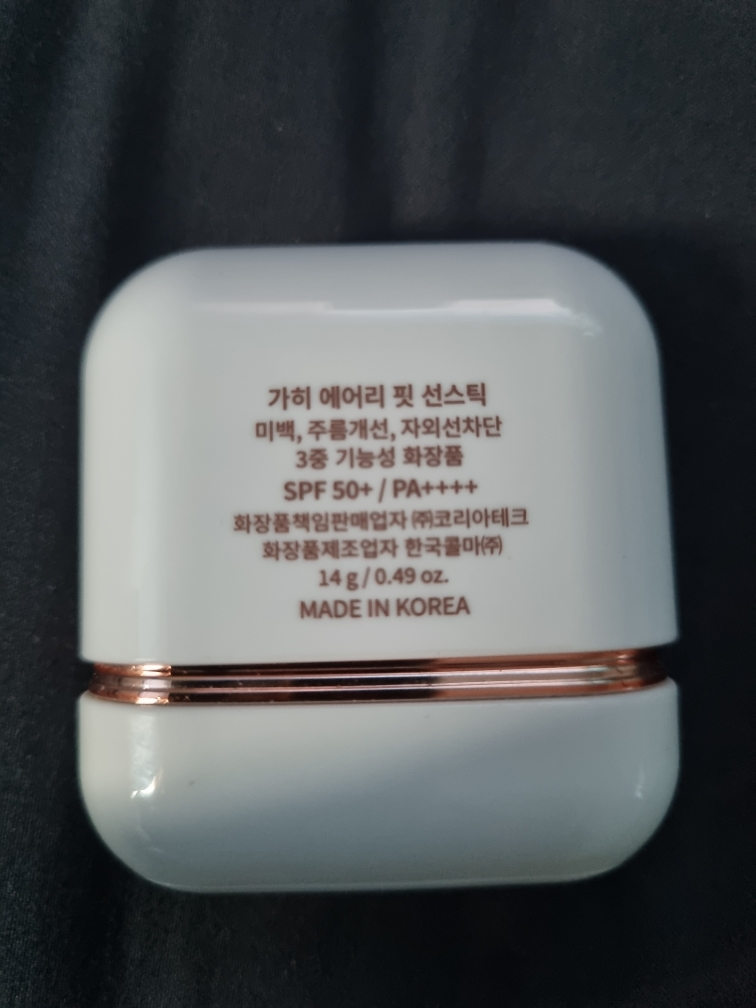 가히 에어리 핏 선스틱
미백, 주름개선, 자외선차단
3중 기능성 화장품
SPF 50+ / PA++++
화장품책임판매업자 ㈜코리아테크
화장품제조업자 한국콜마㈜
14 g / 0.49 oz.
MADE IN KOREA